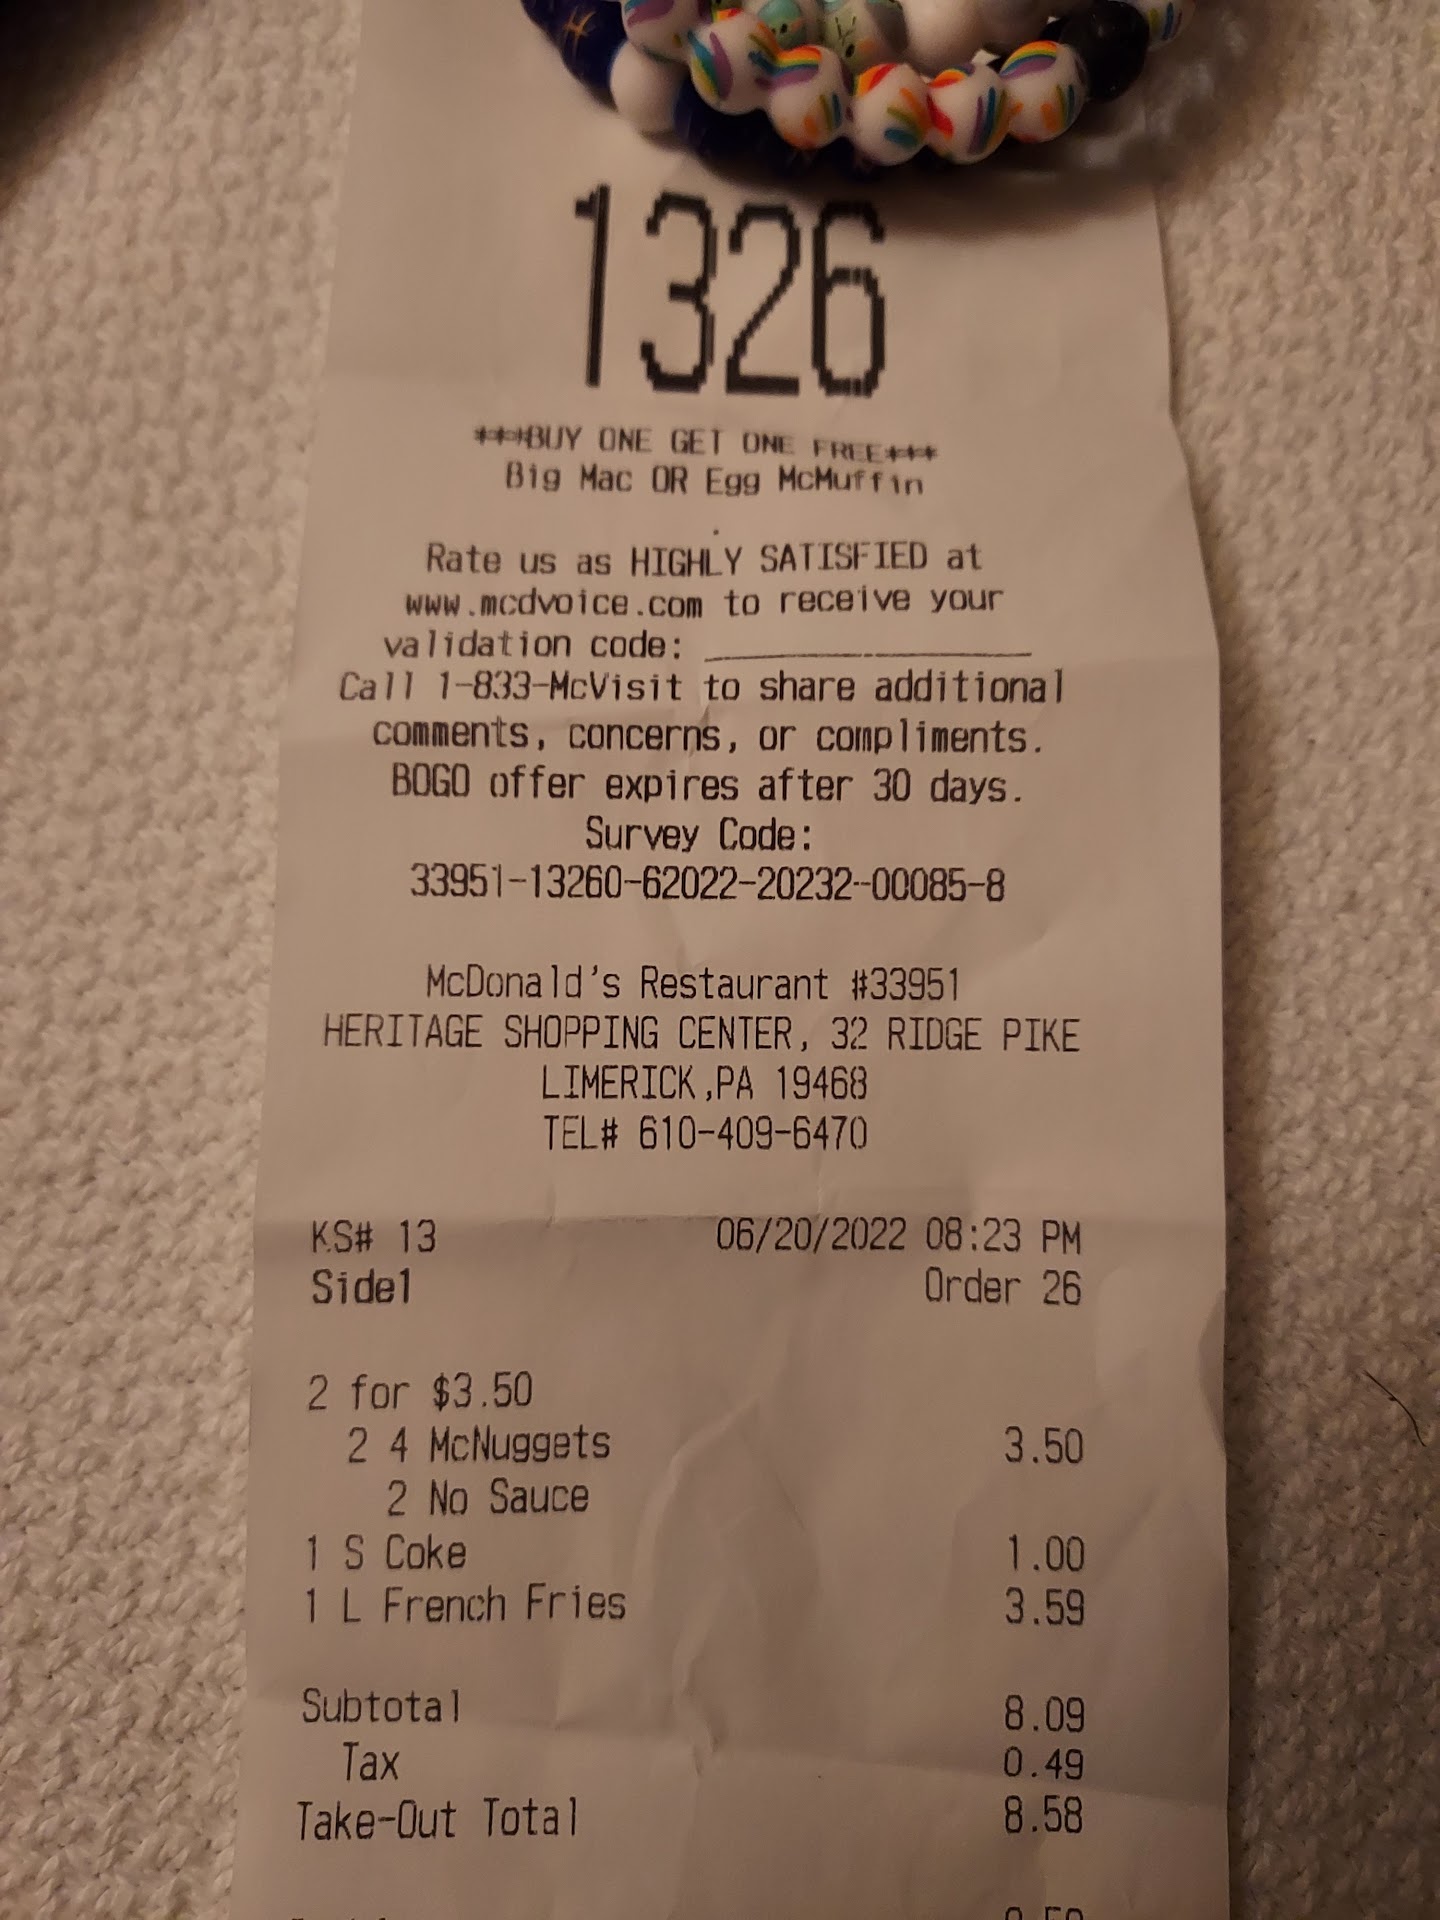 1326
***BUY ONE GET ONE FREE***
Big Mac OR Egg McMuffin
Rate us as HIGHLY SATISFIED at
www.mcdvoice.com to receive your
validation code: _______________
Call 1-833-McVisit to share additional
comments, concerns, or compliments.
BOGO offer expires after 30 days.
Survey Code:
33951-13260-62022-20232-00085-8
McDonald's Restaurant #33951
HERITAGE SHOPPING CENTER, 32 RIDGE PIKE
LIMERICK,PA 19468
TEL# 610-409-6470
KS# 13 06/20/2022 08:23 PM
Side1 Order 26
2 for $3.50
2 4 McNuggets 3.50
2 No Sauce
1 S Coke 1.00
1 L French Fries 3.59
Subtotal 8.09
Tax 0.49
Take-Out Total 8.58